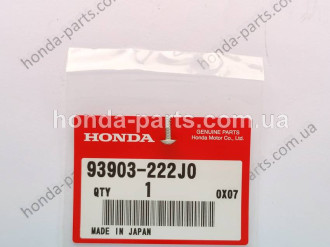 honda-parts.com.ua
HONDA
GENUINE PARTS
Honda Motor Co., Ltd.
honda-parts.com.ua
93903-222J0
QTY 1 0X07
MADE IN JAPAN
honda-parts.com.ua